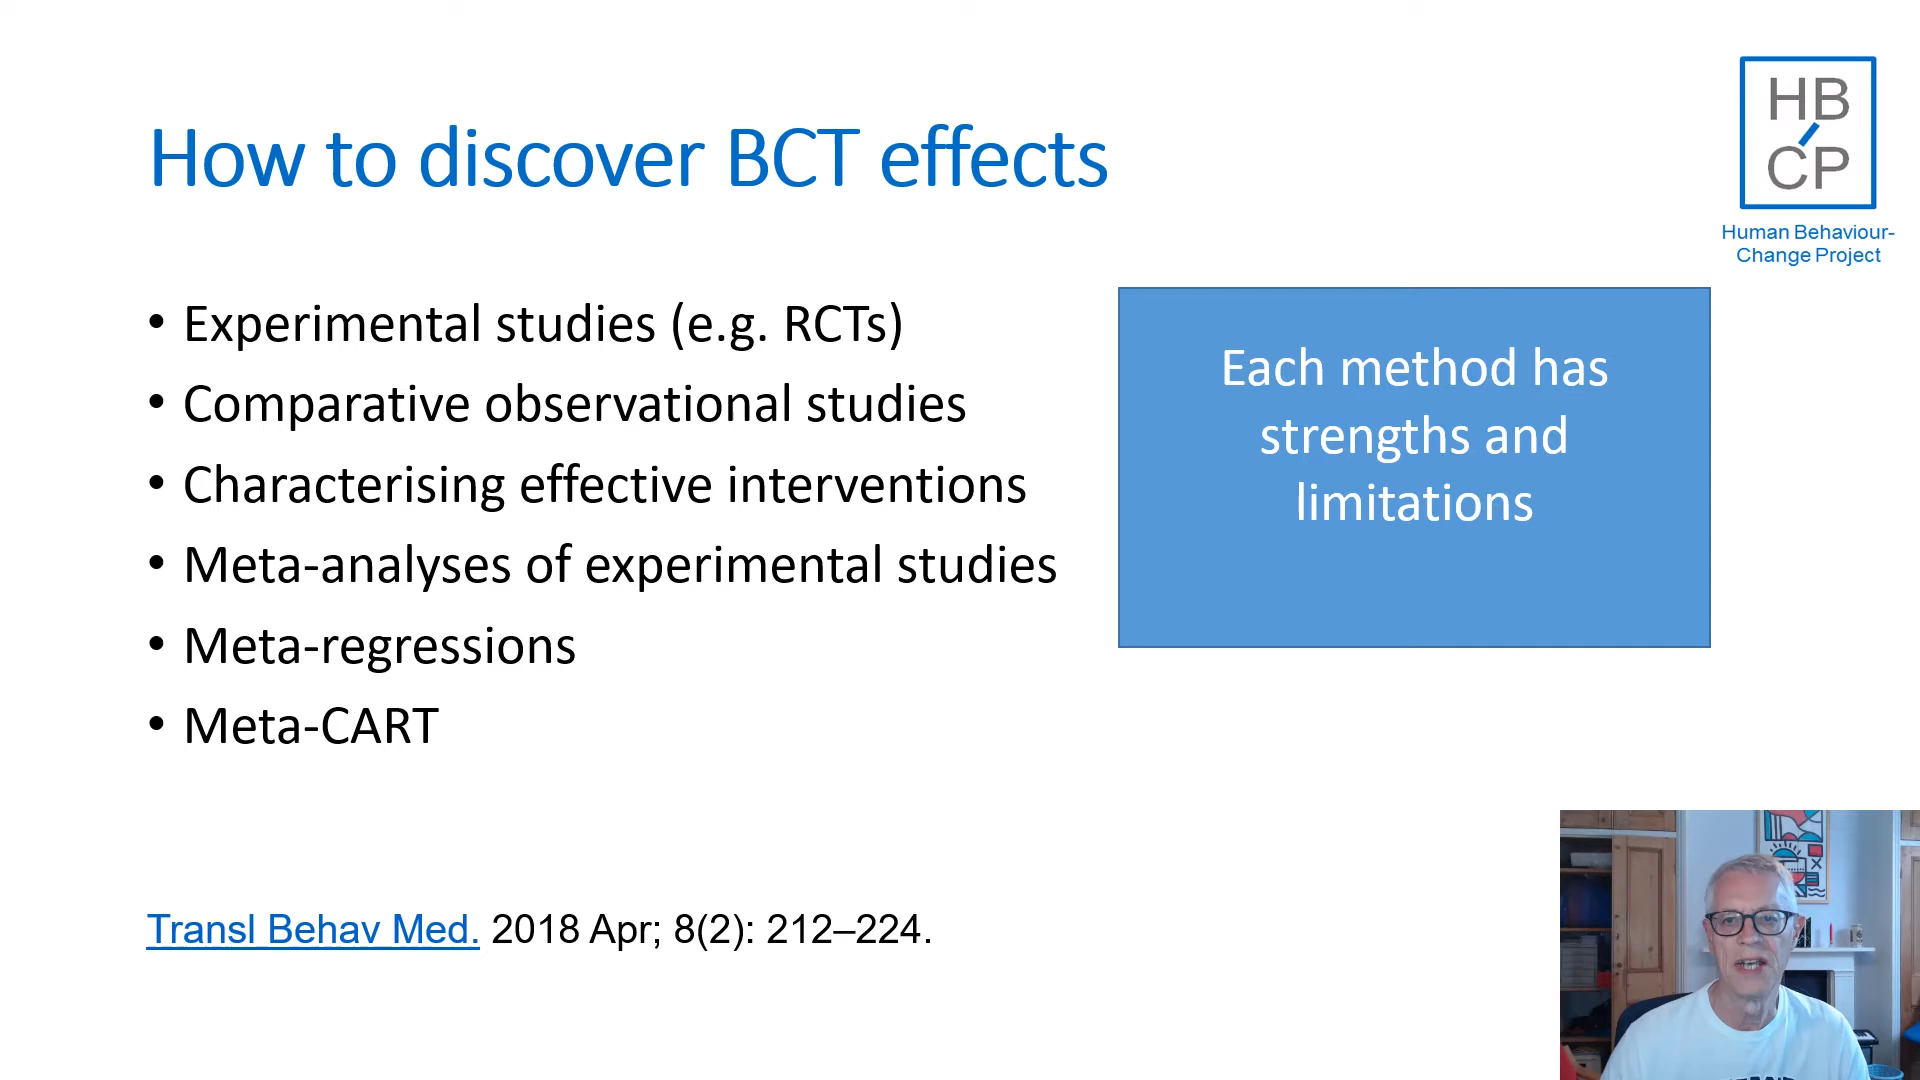 How to discover BCT effects
HB
CP
Human Behaviour-
Change Project
• Experimental studies (e.g. RCTs)
• Comparative observational studies
• Characterising effective interventions
• Meta-analyses of experimental studies
• Meta-regressions
• Meta-CART
Each method has
strengths and
limitations
Transl Behav Med. 2018 Apr; 8(2): 212–224.